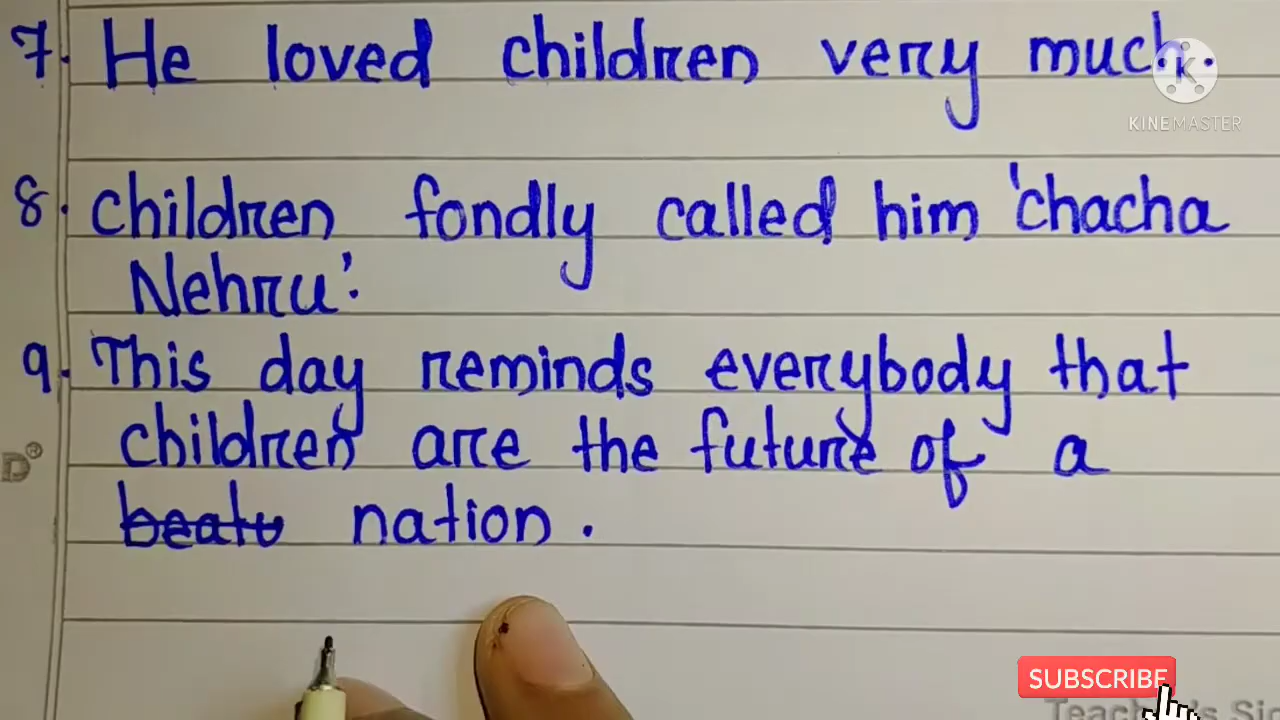 7. He loved children very much.
KINEMASTER
8. Children fondly called him 'chacha
Nehru'.
9. This day reminds everybody that
children are the future of a
nation.
SUBSCRIBE